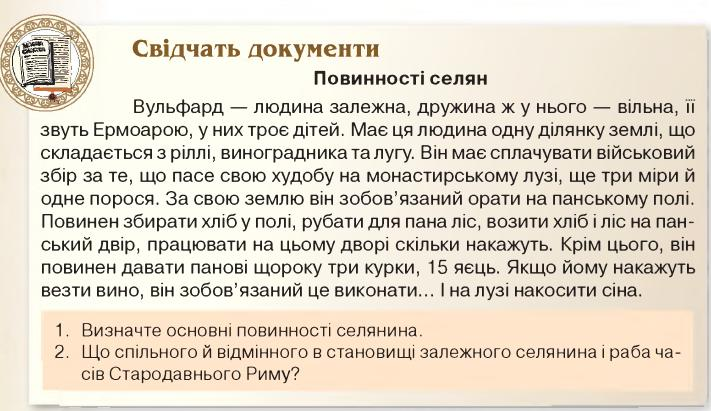 Свідчать документи
Повинності селян
Вульфард — людина залежна, дружина ж у нього — вільна, її
звуть Ермоарою, у них троє дітей. Має ця людина одну ділянку землі, що
складається з ріллі, виноградника та лугу. Він має сплачувати військовий
збір за те, що пасе свою худобу на монастирському лузі, ще три міри й
одне порося. За свою землю він зобов’язаний орати на панському полі.
Повинен збирати хліб у полі, рубати для пана ліс, возити хліб і ліс на пан-
ський двір, працювати на цьому дворі скільки накажуть. Крім цього, він
повинен давати панові щороку три курки, 15 яєць. Якщо йому накажуть
везти вино, він зобов’язаний це виконати... І на лузі накосити сіна.
1. Визначте основні повинності селянина.
2. Що спільного й відмінного в становищі залежного селянина і раба ча-
сів Стародавнього Риму?